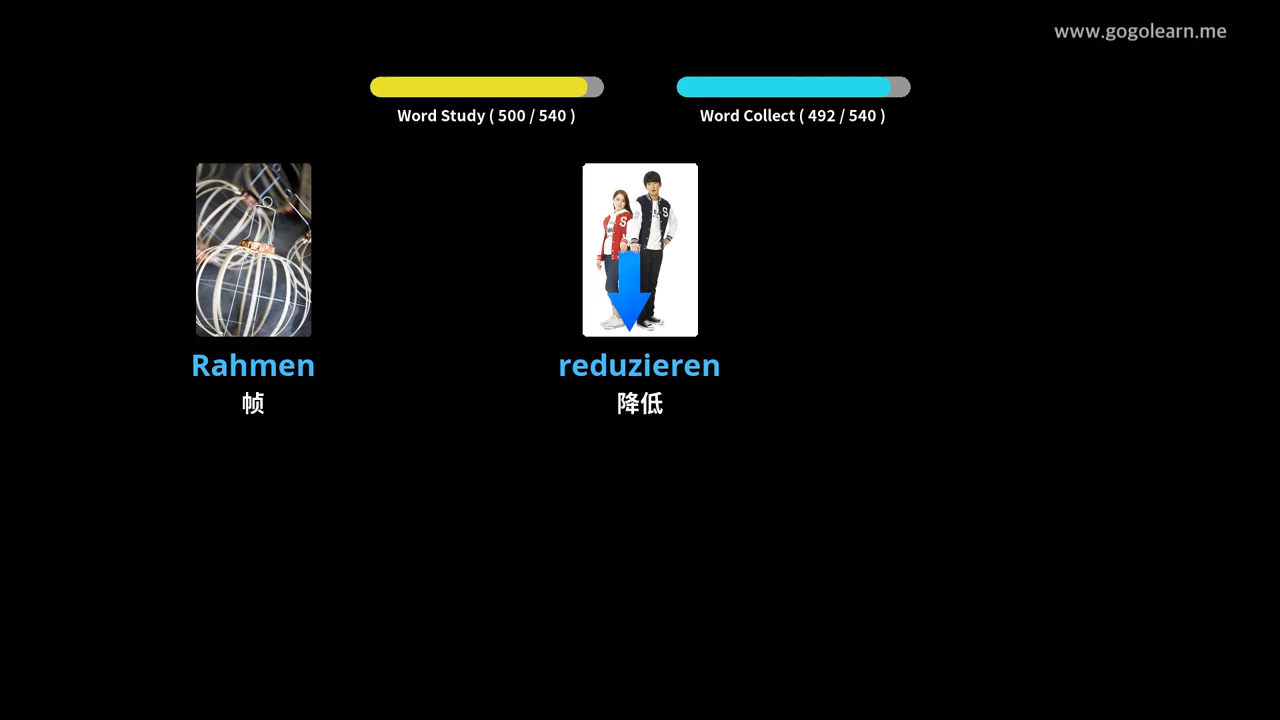 www.gogolearn.me
Word Study ( 500 / 540 )
Word Collect ( 492 / 540 )
S
S
Rahmen
reduzieren
帧
降低